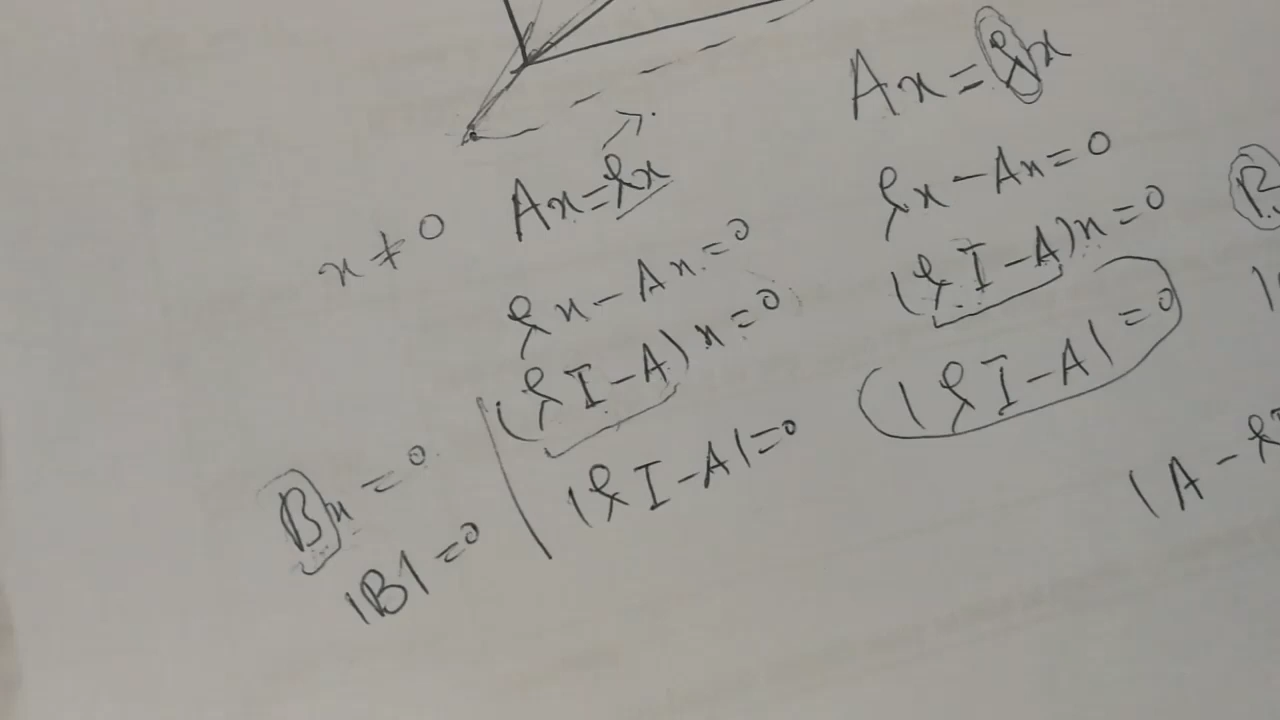 Ax = λx
λx - Ax = 0
(λI - A)x = 0
|λI - A| = 0
x ≠ 0
Ax = λx
λx - Ax = 0
(λI - A)x = 0
|λI - A| = 0
Bx = 0
|B| = 0
|A - λ